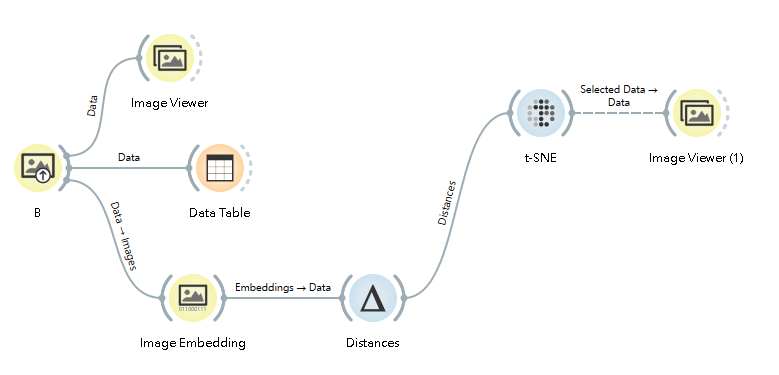 Data
Image Viewer
Selected Data →
Data
t-SNE
Image Viewer (1)
Data
B
Data Table
Data → Images
Distances
Embeddings → Data
011000111
Image Embedding
Distances